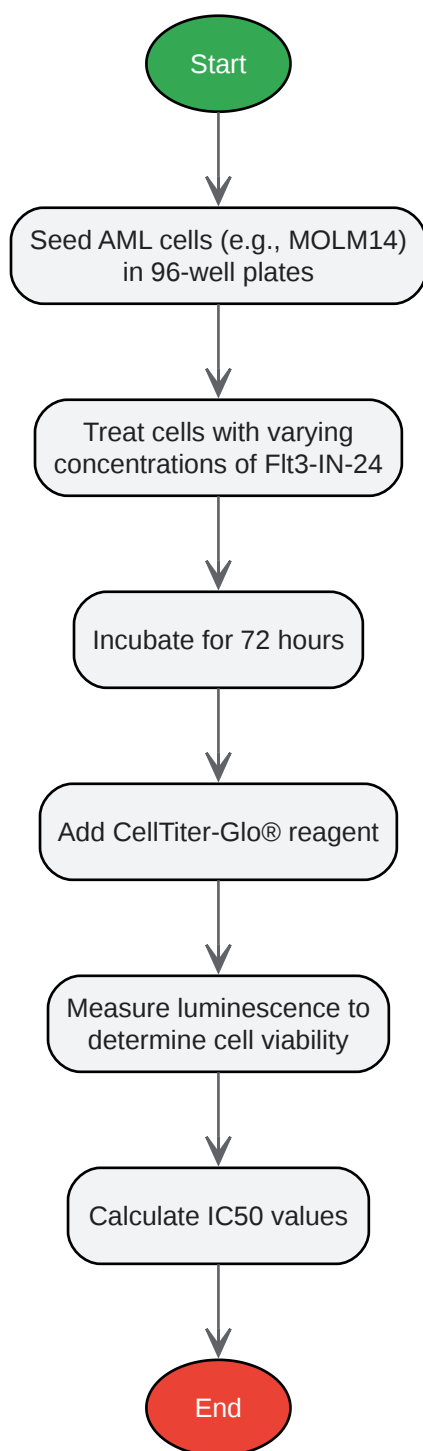 Start
Seed AML cells (e.g., MOLM14)
in 96-well plates
Treat cells with varying
concentrations of Flt3-IN-24
Incubate for 72 hours
Add CellTiter-Glo® reagent
Measure luminescence to
determine cell viability
Calculate IC50 values
End